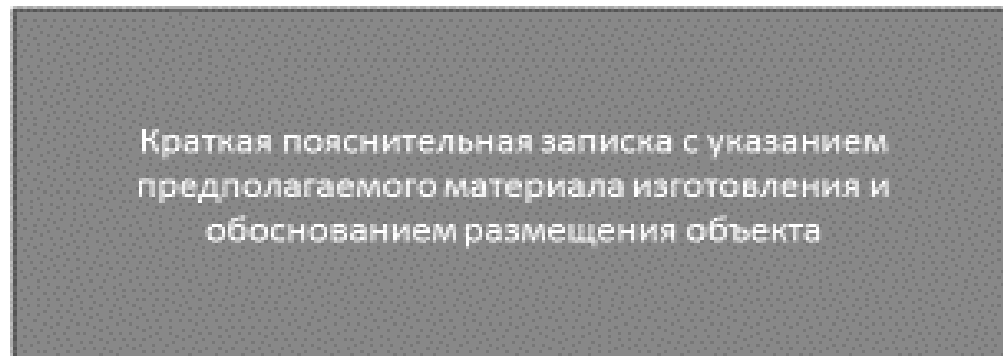 Краткая пояснительная записка с указанием
предполагаемого материала изготовления и
обоснованием размещения объекта